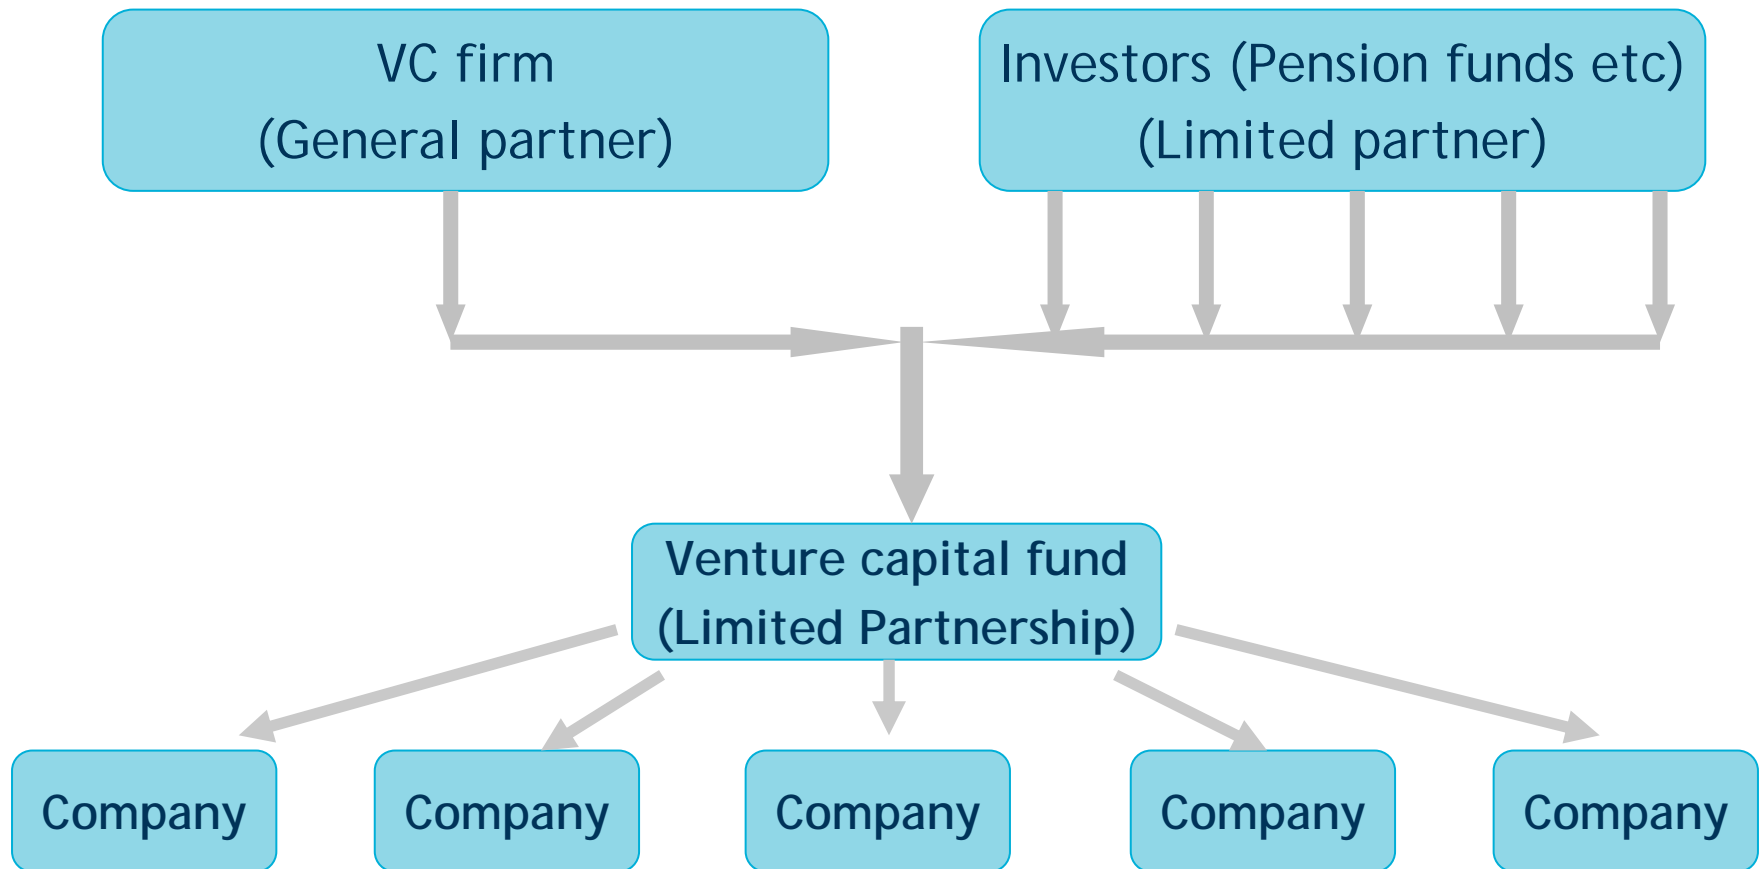 VC firm
(General partner)
Investors (Pension funds etc)
(Limited partner)
Venture capital fund
(Limited Partnership)
Company
Company
Company
Company
Company